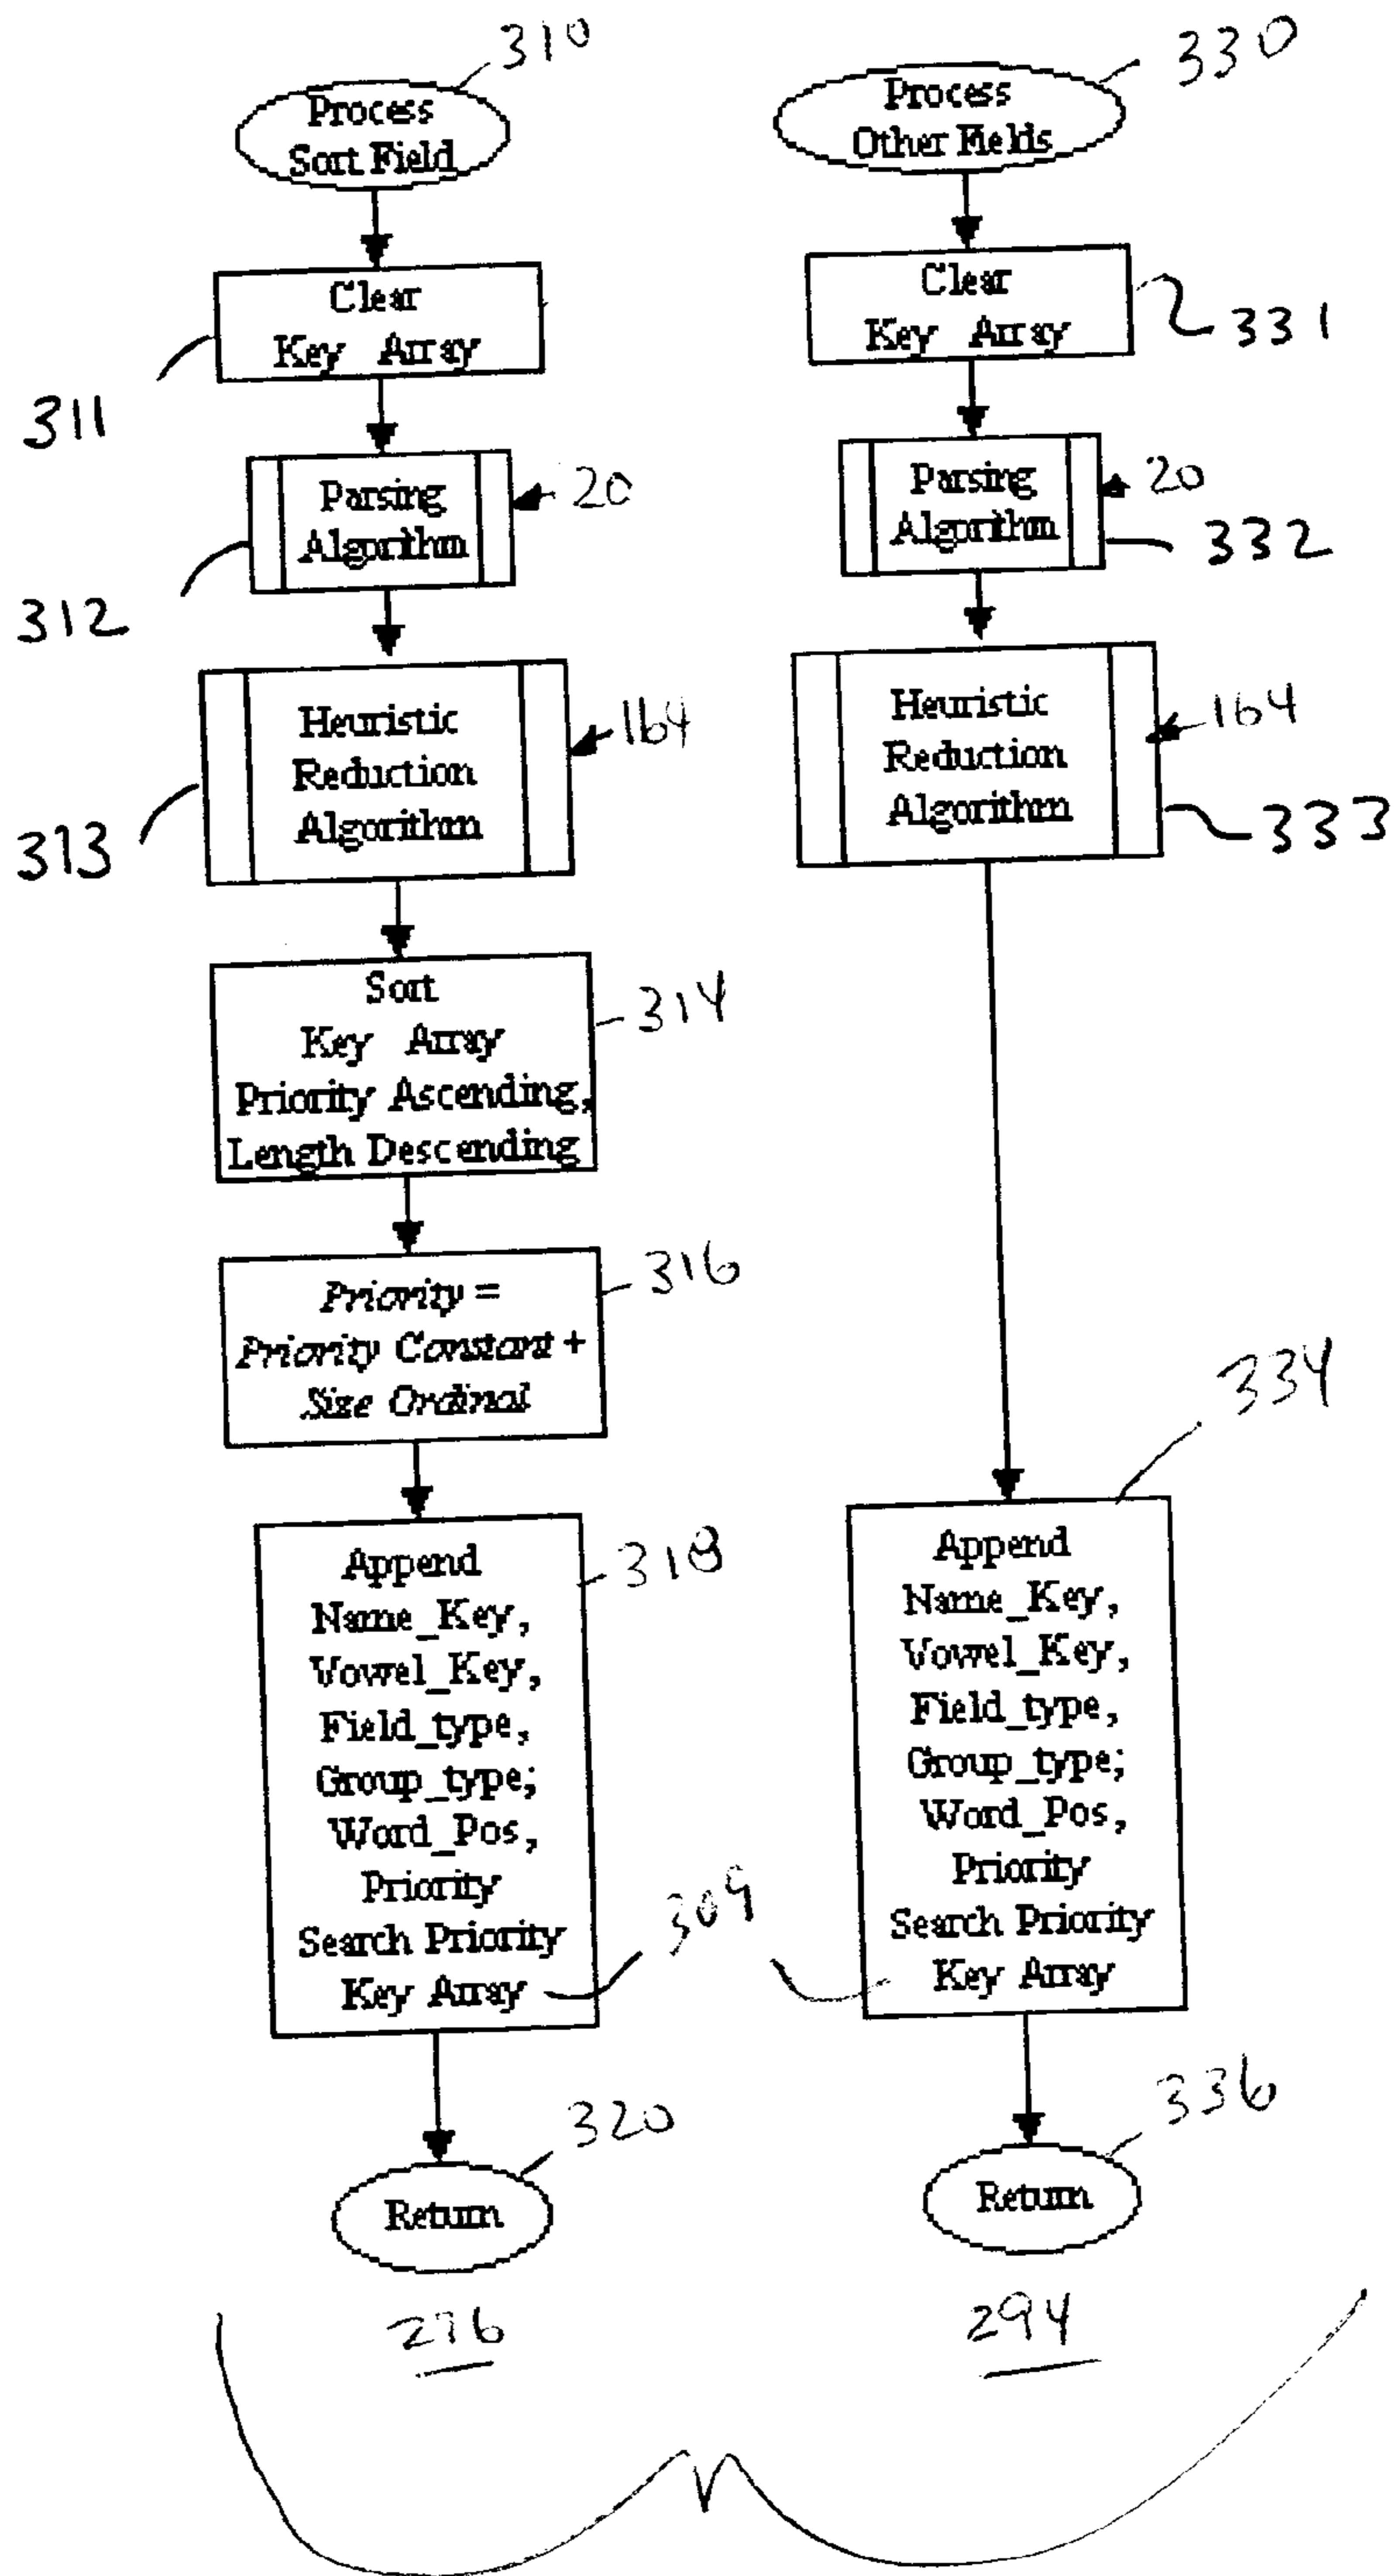 310
Process
Sort Field
Clear
Key Array
311
Parsing
Algorithm
20
312
Heuristic
Reduction
Algorithm
164
313
Sort
Key Array
Priority Ascending,
Length Descending
314
Priority =
Priority Constant +
Size Ordinal
316
Append
Name_Key,
Vowel_Key,
Field_type,
Group_type;
Word_Pos,
Priority
Search Priority
Key Array
318
309
Return
320
276
330
Process
Other Fields
Clear
Key Array
331
Parsing
Algorithm
20
332
Heuristic
Reduction
Algorithm
164
333
334
Append
Name_Key,
Vowel_Key,
Field_type,
Group_type;
Word_Pos,
Priority
Search Priority
Key Array
Return
336
294